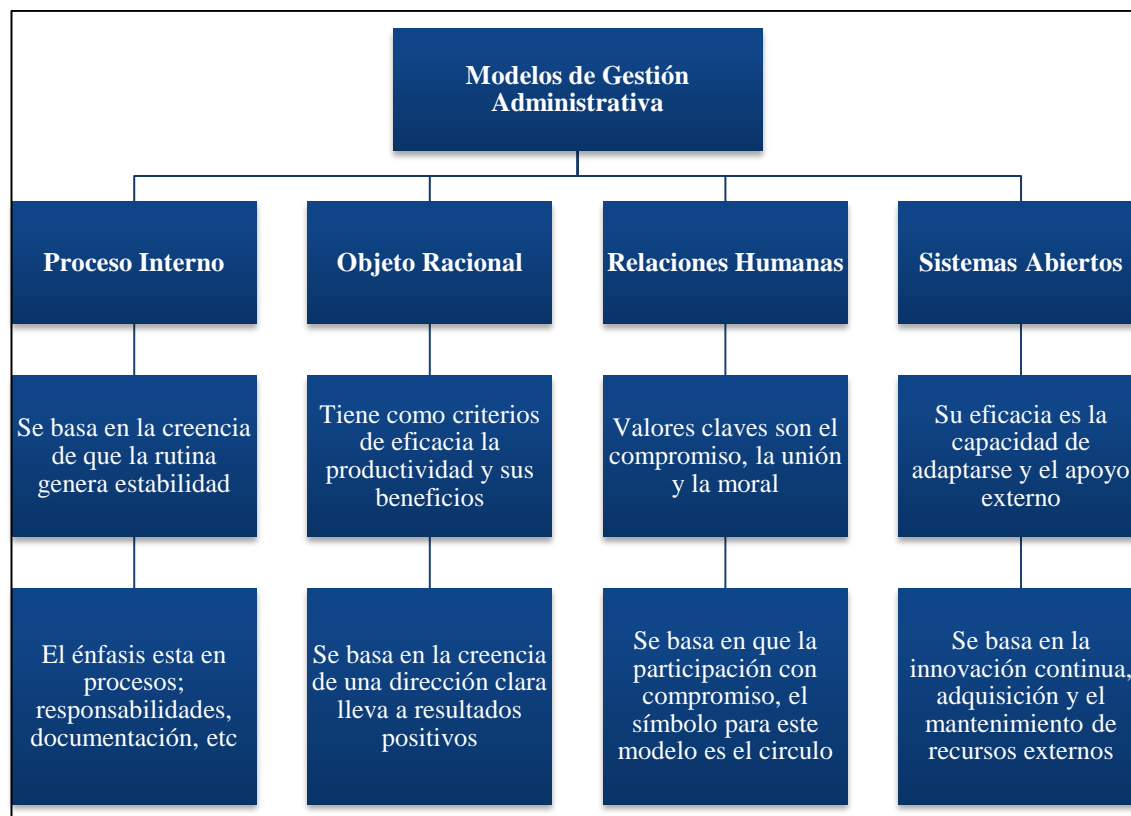 Modelos de Gestión
Administrativa
Proceso Interno
Objeto Racional
Relaciones Humanas
Sistemas Abiertos
Se basa en la creencia
de que la rutina
genera estabilidad
Tiene como criterios
de eficacia la
productividad y sus
beneficios
Valores claves son el
compromiso, la unión
y la moral
Su eficacia es la
capacidad de
adaptarse y el apoyo
externo
El énfasis esta en
procesos;
responsabilidades,
documentación, etc
Se basa en la creencia
de una dirección clara
lleva a resultados
positivos
Se basa en que la
participación con
compromiso, el
símbolo para este
modelo es el circulo
Se basa en la
innovación continua,
adquisición y el
mantenimiento de
recursos externos